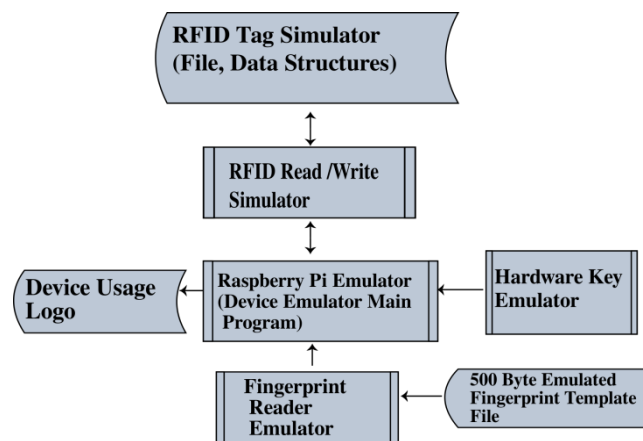 RFID Tag Simulator
(File, Data Structures)
RFID Read /Write
Simulator
Device Usage
Logo
Raspberry Pi Emulator
(Device Emulator Main
Program)
Hardware Key
Emulator
Fingerprint
Reader
Emulator
500 Byte Emulated
Fingerprint Template
File